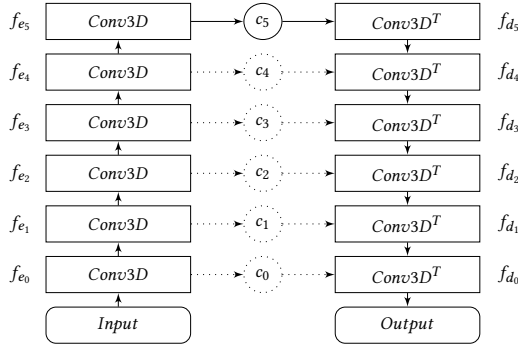 f_{e_5} Conv3D c_5 Conv3D^T f_{d_5}
f_{e_4} Conv3D c_4 Conv3D^T f_{d_4}
f_{e_3} Conv3D c_3 Conv3D^T f_{d_3}
f_{e_2} Conv3D c_2 Conv3D^T f_{d_2}
f_{e_1} Conv3D c_1 Conv3D^T f_{d_1}
f_{e_0} Conv3D c_0 Conv3D^T f_{d_0}
Input Output